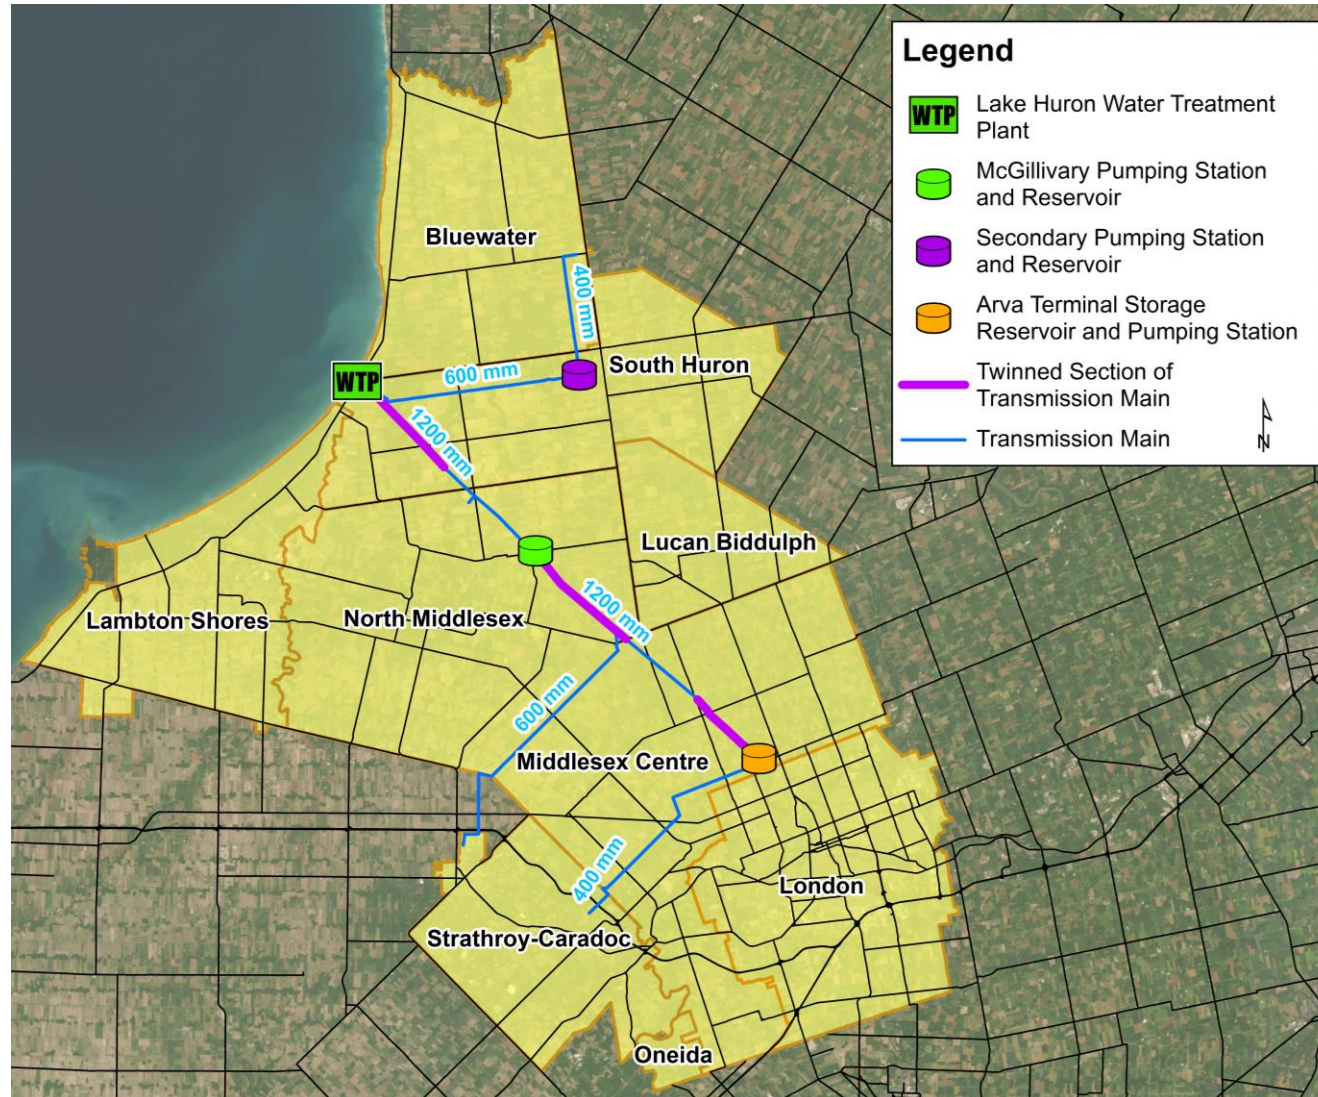 Legend
WTP
Lake Huron Water Treatment
Plant
McGillivary Pumping Station
and Reservoir
Secondary Pumping Station
and Reservoir
Arva Terminal Storage
Reservoir and Pumping Station
Twinned Section of
Transmission Main
Transmission Main
N
Bluewater
400 mm
South Huron
600 mm
WTP
1200 mm
Lucan Biddulph
1200 mm
Lambton Shores
North Middlesex
600 mm
Middlesex Centre
400 mm
London
Strathroy-Caradoc
Oneida